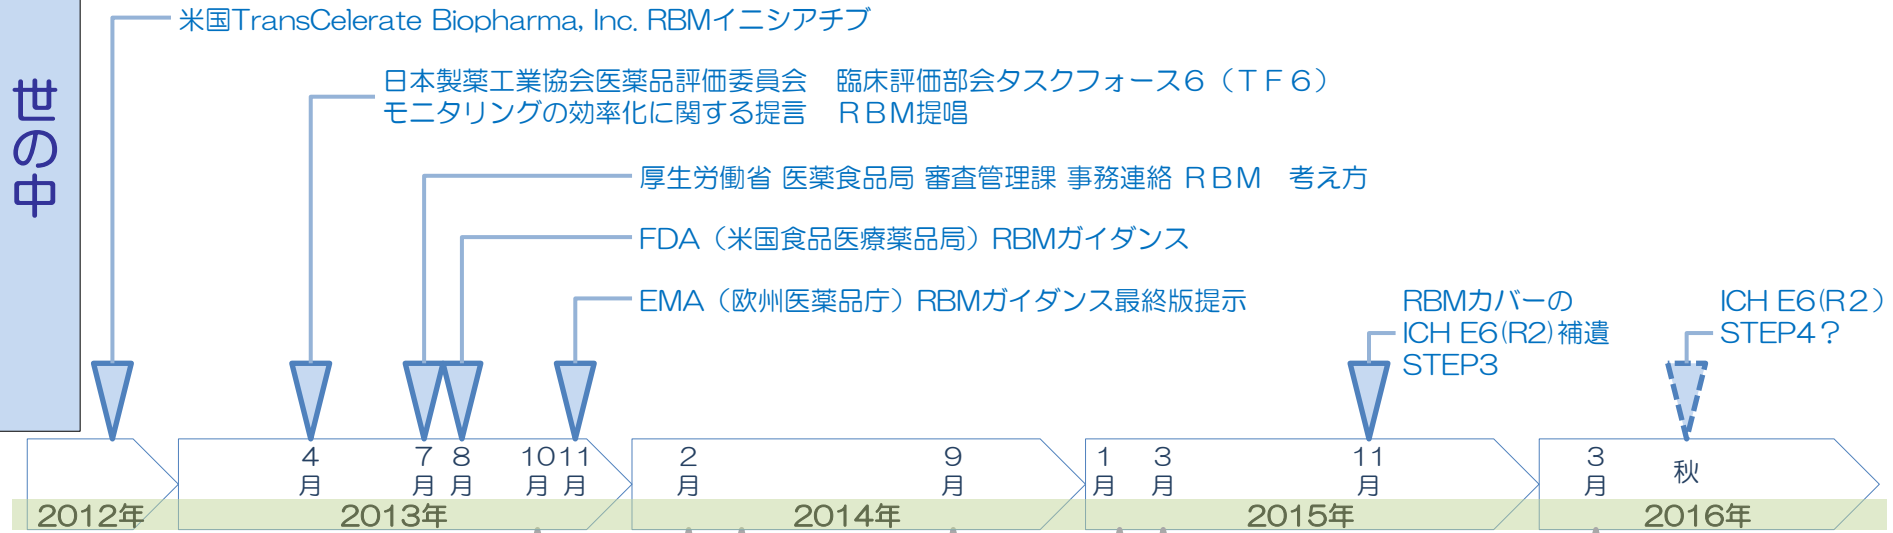 世の中
米国TransCelerate Biopharma, Inc. RBMイニシアチブ
日本製薬工業協会医薬品評価委員会　臨床評価部会タスクフォース６（ＴＦ６）
モニタリングの効率化に関する提言　ＲＢＭ提唱
厚生労働省 医薬食品局 審査管理課 事務連絡 ＲＢＭ　考え方
FDA（米国食品医療薬品局）RBMガイダンス
EMA（欧州医薬品庁）RBMガイダンス最終版提示
RBMカバーの
ICH E6(R2)補遺
STEP3
ICH E6(R２）
STEP4？
4月
7月
8月
10月
11月
2月
9月
1月
3月
11月
3月
秋
2012年
2013年
2014年
2015年
2016年